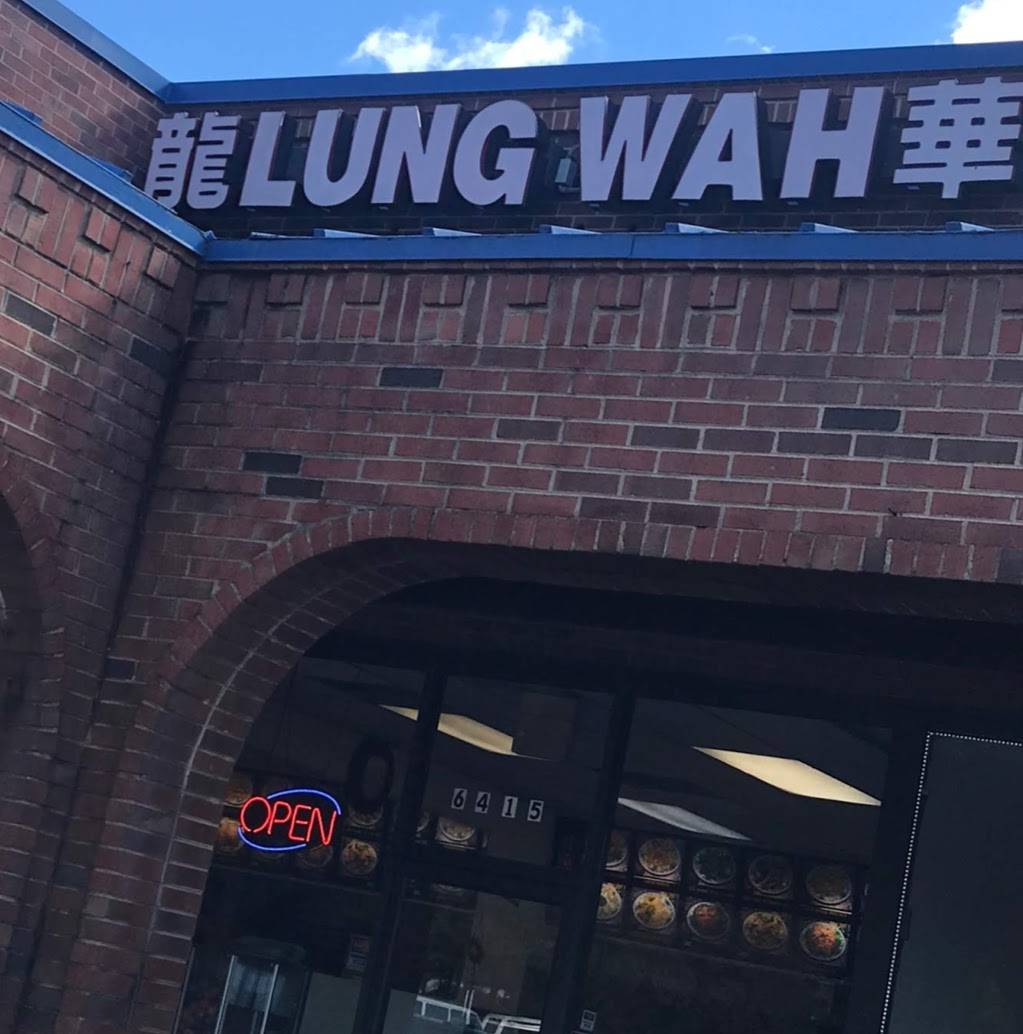 龍 LUNG WAH 華
6415
OPEN